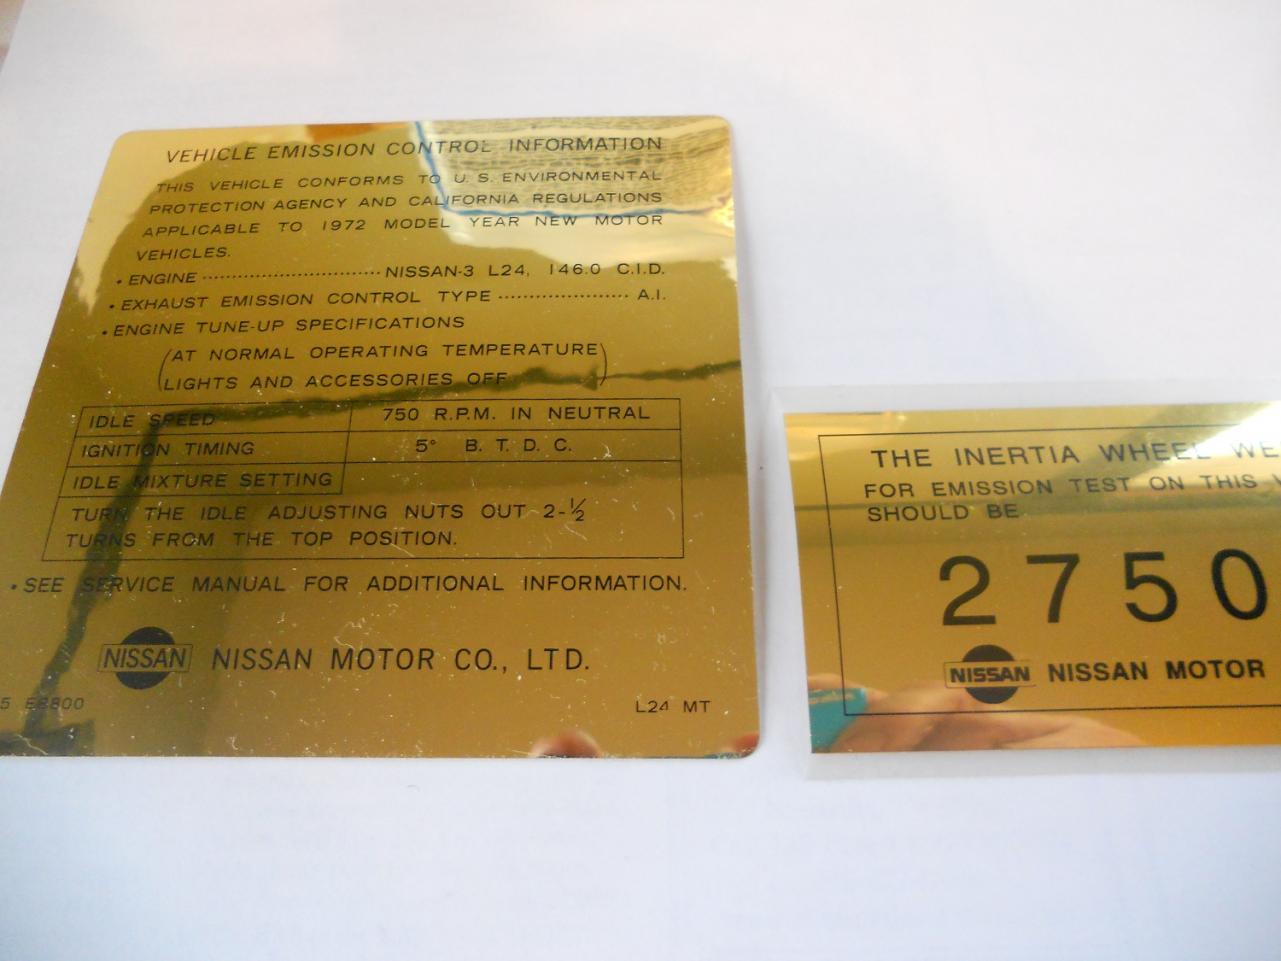 VEHICLE EMISSION CONTROL INFORMATION
THIS VEHICLE CONFORMS TO U. S. ENVIRONMENTAL
PROTECTION AGENCY AND CALIFORNIA REGULATIONS
APPLICABLE TO 1972 MODEL YEAR NEW MOTOR
VEHICLES.
• ENGINE ···························· NISSAN-3 L24, 146.0 C.I.D.
• EXHAUST EMISSION CONTROL TYPE ···················· A.I.
• ENGINE TUNE-UP SPECIFICATIONS
(AT NORMAL OPERATING TEMPERATURE
LIGHTS AND ACCESSORIES OFF)
IDLE SPEED 750 R.P.M. IN NEUTRAL
IGNITION TIMING 5° B. T. D. C.
IDLE MIXTURE SETTING
TURN THE IDLE ADJUSTING NUTS OUT 2-½
TURNS FROM THE TOP POSITION.
• SEE SERVICE MANUAL FOR ADDITIONAL INFORMATION.
NISSAN NISSAN MOTOR CO., LTD.
5 E8800 L24 MT
THE INERTIA WHEEL WE
FOR EMISSION TEST ON THIS V
SHOULD BE
2750
NISSAN NISSAN MOTOR